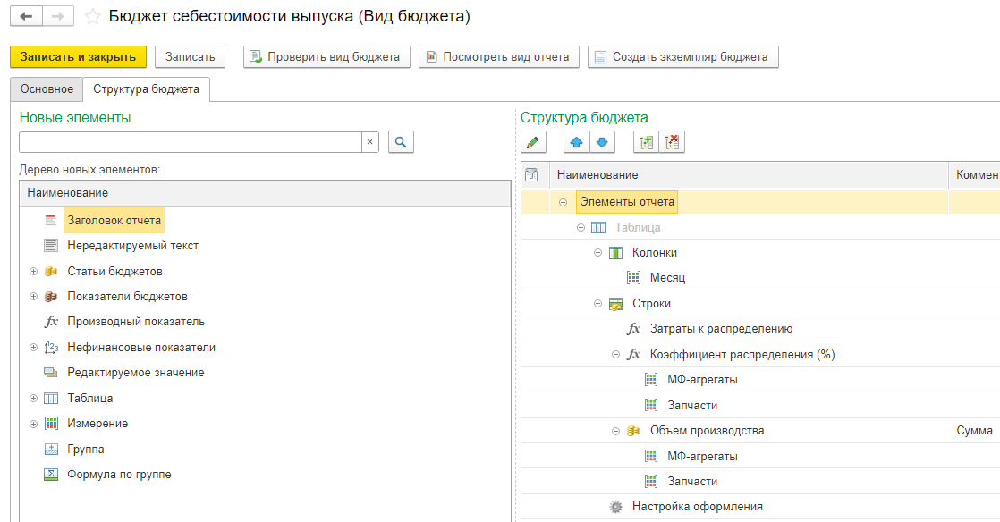 Бюджет себестоимости выпуска (Вид бюджета)
Записать и закрыть Записать Проверить вид бюджета Посмотреть вид отчета Создать экземпляр бюджета
Основное Структура бюджета
Новые элементы
Дерево новых элементов:
Наименование
Заголовок отчета
Нередактируемый текст
Статьи бюджетов
Показатели бюджетов
fx Производный показатель
Нефинансовые показатели
Редактируемое значение
Таблица
Измерение
Группа
Формула по группе
Структура бюджета
Наименование Коммент
Элементы отчета
Таблица
Колонки
Месяц
Строки
fx Затраты к распределению
fx Коэффициент распределения (%)
МФ-агрегаты
Запчасти
Объем производства Сумма
МФ-агрегаты
Запчасти
Настройка оформления